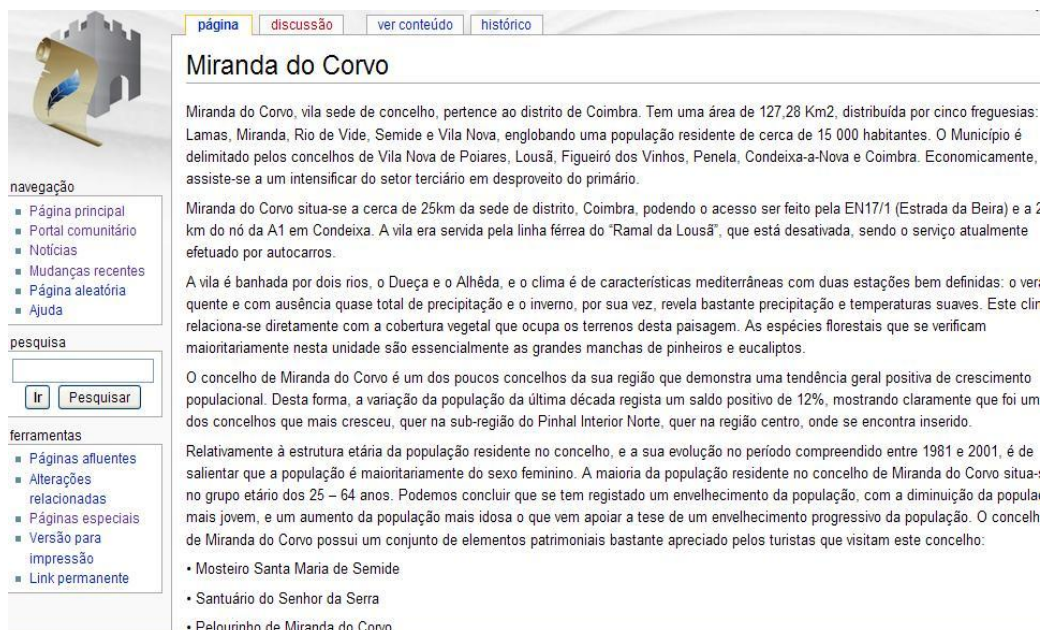 página discussão ver conteúdo histórico
Miranda do Corvo
Miranda do Corvo, vila sede de concelho, pertence ao distrito de Coimbra. Tem uma área de 127,28 Km2, distribuída por cinco freguesias:
Lamas, Miranda, Rio de Vide, Semide e Vila Nova, englobando uma população residente de cerca de 15 000 habitantes. O Município é
delimitado pelos concelhos de Vila Nova de Poiares, Lousã, Figueiró dos Vinhos, Penela, Condeixa-a-Nova e Coimbra. Economicamente,
assiste-se a um intensificar do setor terciário em desproveito do primário.
Miranda do Corvo situa-se a cerca de 25km da sede de distrito, Coimbra, podendo o acesso ser feito pela EN17/1 (Estrada da Beira) e a
km do nó da A1 em Condeixa. A vila era servida pela linha férrea do “Ramal da Lousã”, que está desativada, sendo o serviço atualmente
efetuado por autocarros.
A vila é banhada por dois rios, o Dueça e o Alhêda, e o clima é de características mediterrâneas com duas estações bem definidas: o
quente e com ausência quase total de precipitação e o inverno, por sua vez, revela bastante precipitação e temperaturas suaves. Este
relaciona-se diretamente com a cobertura vegetal que ocupa os terrenos desta paisagem. As espécies florestais que se verificam
maioritariamente nesta unidade são essencialmente as grandes manchas de pinheiros e eucaliptos.
O concelho de Miranda do Corvo é um dos poucos concelhos da sua região que demonstra uma tendência geral positiva de crescimento
populacional. Desta forma, a variação da população da última década regista um saldo positivo de 12%, mostrando claramente que foi um
dos concelhos que mais cresceu, quer na sub-região do Pinhal Interior Norte, quer na região centro, onde se encontra inserido.
Relativamente à estrutura etária da população residente no concelho, e a sua evolução no período compreendido entre 1981 e 2001, é de
salientar que a população é maioritariamente do sexo feminino. A maioria da população residente no concelho de Miranda do Corvo
no grupo etário dos 25 – 64 anos. Podemos concluir que se tem registado um envelhecimento da população, com a diminuição da
mais jovem, e um aumento da população mais idosa o que vem apoiar a tese de um envelhecimento progressivo da população. O
de Miranda do Corvo possui um conjunto de elementos patrimoniais bastante apreciado pelos turistas que visitam este concelho:
• Mosteiro Santa Maria de Semide
• Santuário do Senhor da Serra
• Pelourinho de Miranda do Corvo
navegação
Página principal
Portal comunitário
Notícias
Mudanças recentes
Página aleatória
Ajuda
pesquisa
Ir Pesquisar
ferramentas
Páginas afluentes
Alterações
relacionadas
Páginas especiais
Versão para
impressão
Link permanente